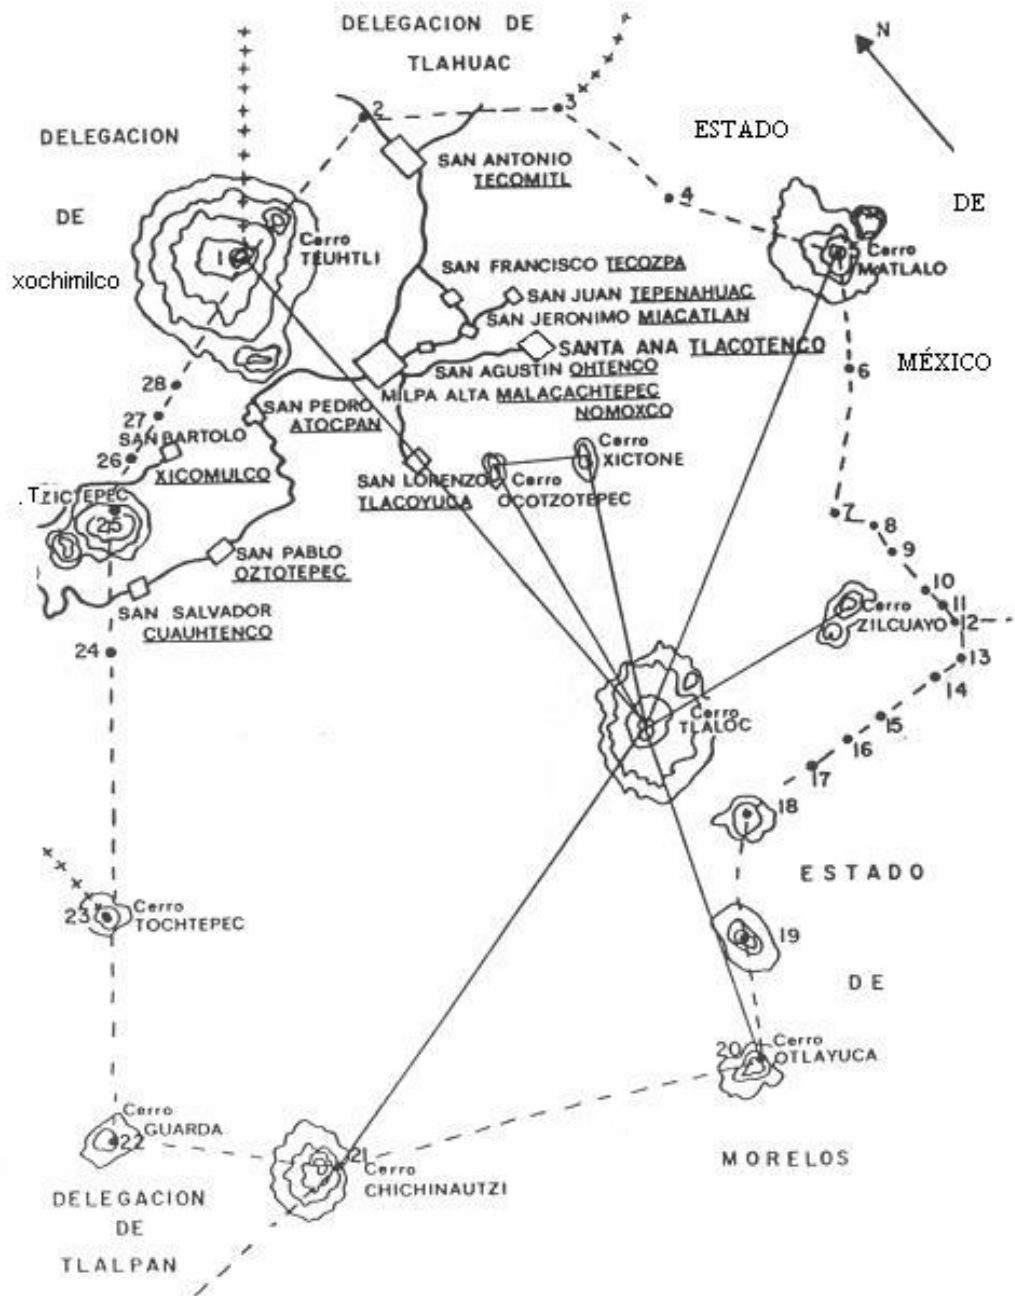 DELEGACION DE
TLAHUAC
N
DELEGACION
DE
xochimilco
ESTADO
DE
MÉXICO
2
3
4
SAN ANTONIO
TECOMITL
Cerro
TEUHTLI
1
5
Cerro
MATLALO
SAN FRANCISCO TECOZPA
SAN JUAN TEPENAHUAC
SAN JERONIMO MIACATLAN
SANTA ANA TLACOTENCO
SAN AGUSTIN OHTENCO
MILPA ALTA MALACACHTEPEC
NOMOXCO
6
28
27
26
SAN PEDRO
ATOCPAN
SAN BARTOLO
XICOMULCO
Cerro
XICTONE
SAN LORENZO
TLACOYUCA
Cerro
OCOTZOTEPEC
TZICTEPEC
25
7
8
9
SAN PABLO
OZTOTEPEC
10
11
12
13
14
15
16
17
Cerro
ZILCUAYO
SAN SALVADOR
CUAUHTENCO
24
Cerro
TLALOC
18
ESTADO
DE
MORELOS
23
Cerro
TOCHTEPEC
19
20
Cerro
OTLAYUCA
Cerro
GUARDA
22
21
Cerro
CHICHINAUTZI
DELEGACION
DE
TLALPAN